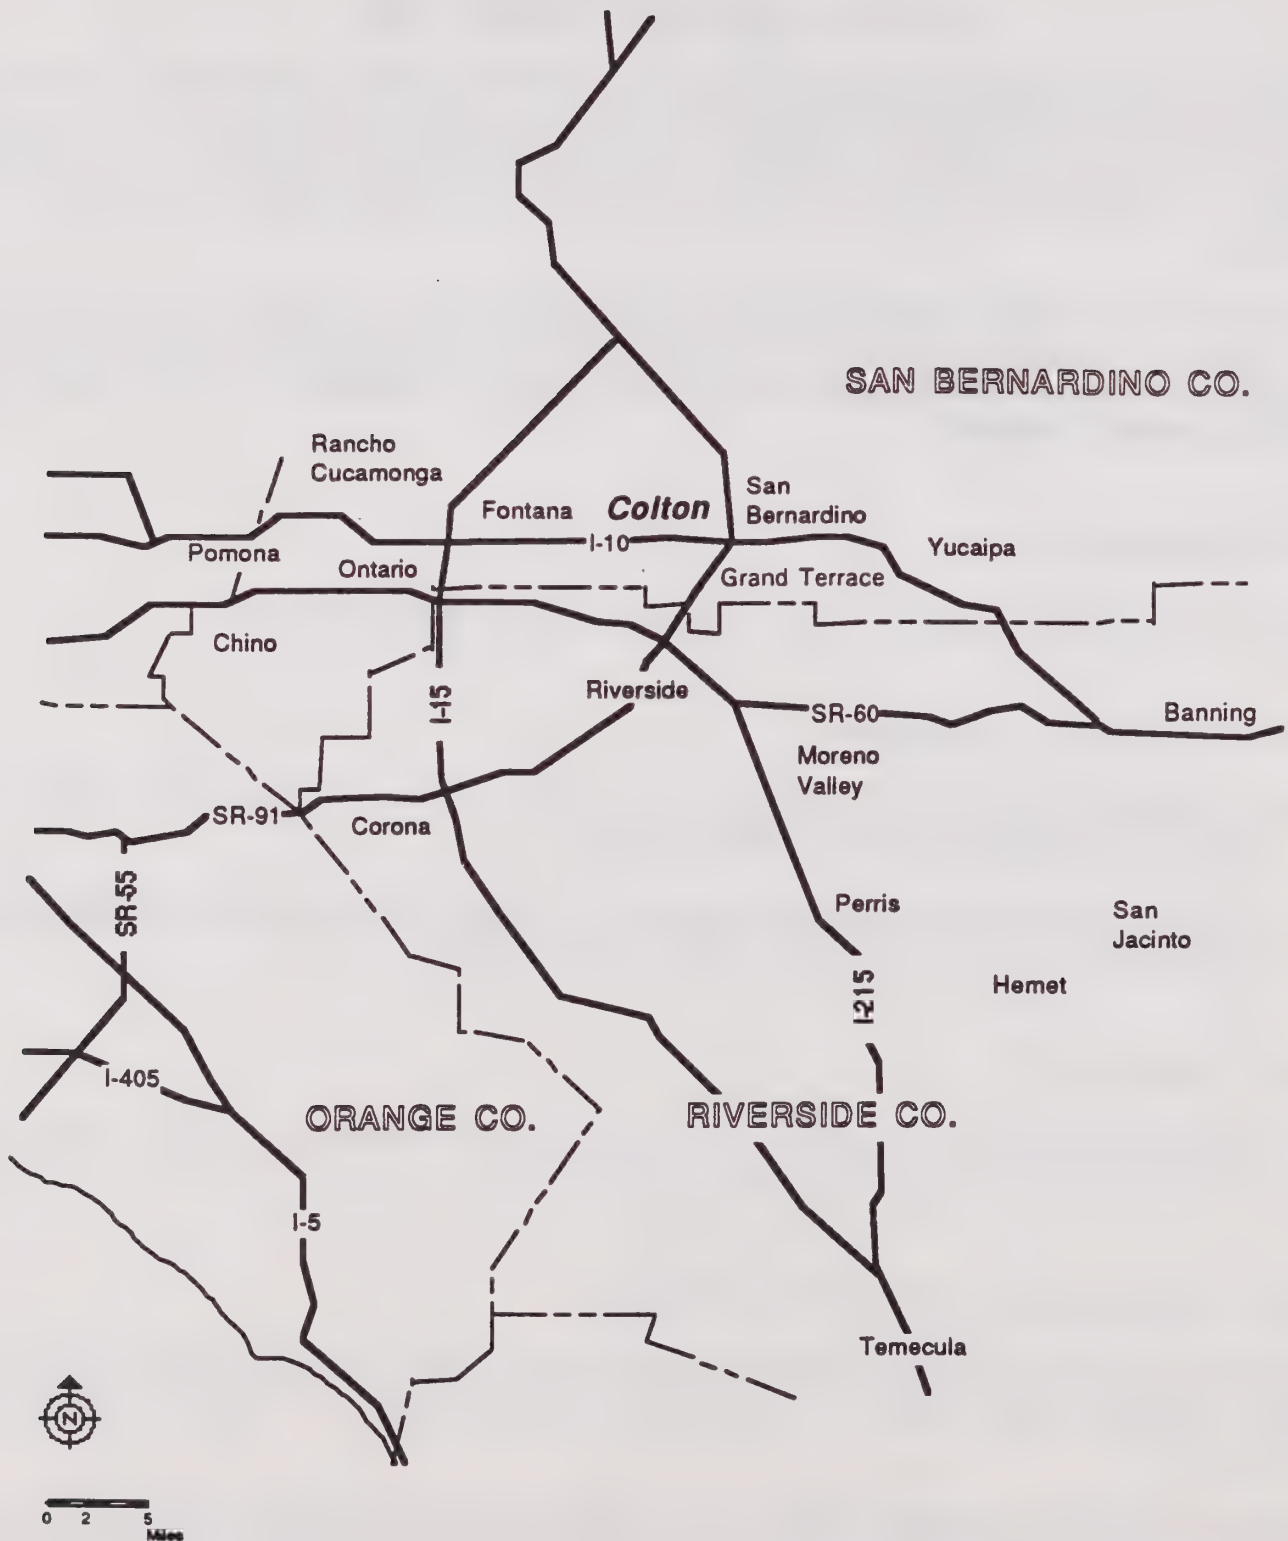 SAN BERNARDINO CO.
Rancho
Cucamonga
Fontana
Colton
San
Bernardino
I-10
Pomona
Yucaipa
Ontario
Grand Terrace
Chino
Riverside
I-15
SR-60
Banning
Moreno
Valley
SR-91
Corona
SR-55
Perris
San
Jacinto
I-215
Hemet
I-405
ORANGE CO.
RIVERSIDE CO.
I-5
Temecula
N
0 2 5
Miles